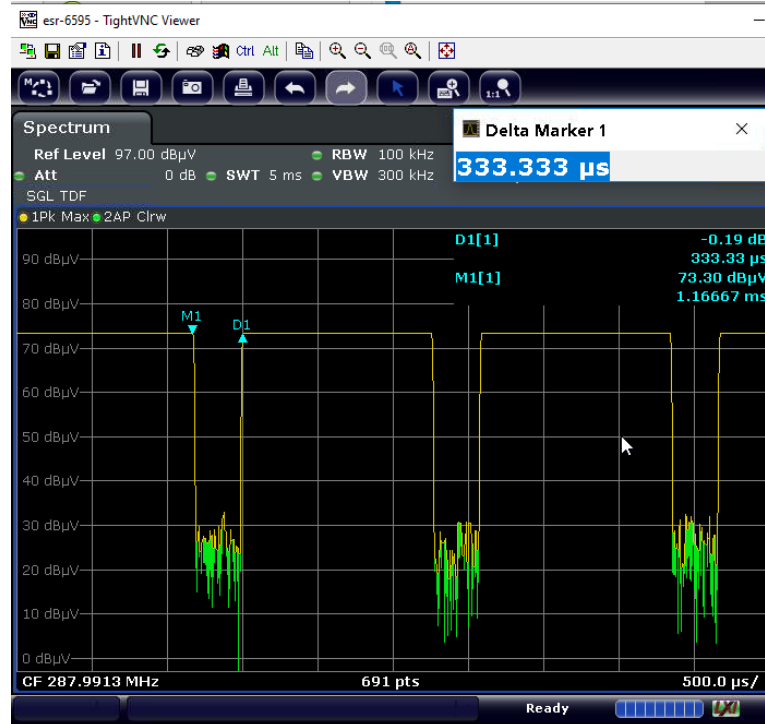 esr-6595 - TightVNC Viewer
Ctrl Alt
1:1
Spectrum
Delta Marker 1
Ref Level 97.00 dBµV RBW 100 kHz
333.333 µs
Att 0 dB SWT 5 ms VBW 300 kHz
SGL TDF
1Pk Max 2AP Clrw
D1[1] -0.19 dB
333.33 µs
M1[1] 73.30 dBµV
1.16667 ms
90 dBµV
80 dBµV
M1
D1
70 dBµV
60 dBµV
50 dBµV
40 dBµV
30 dBµV
20 dBµV
10 dBµV
0 dBµV
CF 287.9913 MHz 691 pts 500.0 µs/
Ready LXI